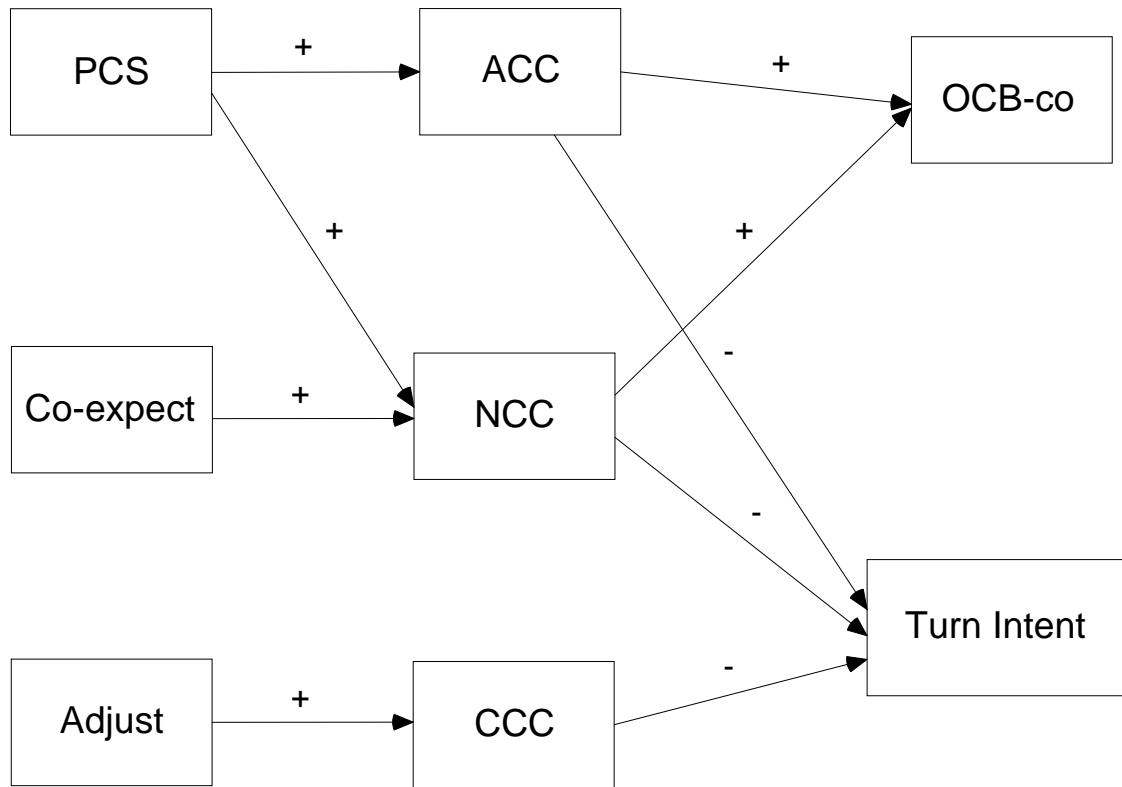 PCS
+
ACC
+
OCB-co
+
+
-
Co-expect
+
NCC
-
Turn Intent
Adjust
+
CCC
-